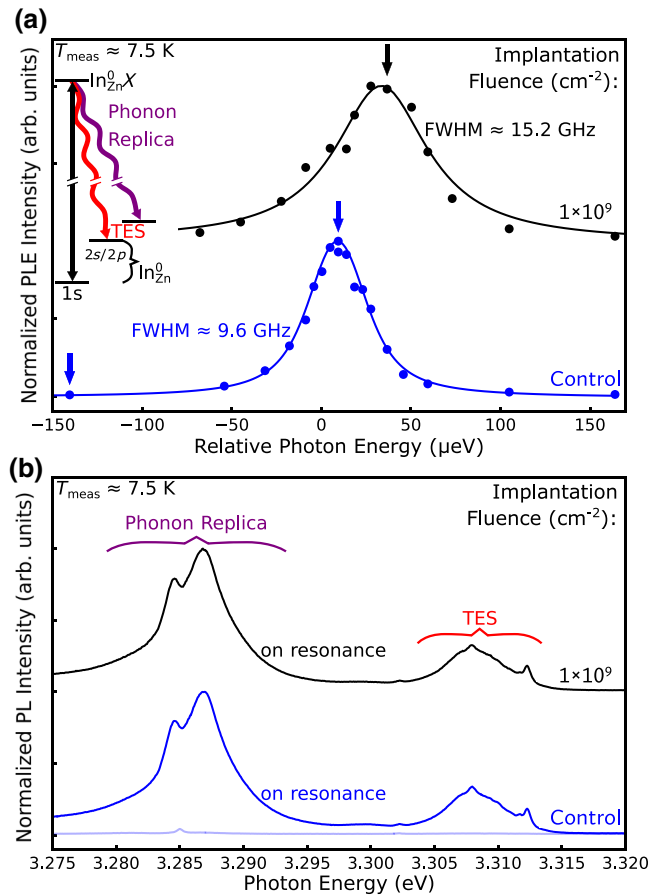 (a)
T_meas ≈ 7.5 K
Implantation
Fluence (cm⁻²):
In⁰_Zn X
Phonon
Replica
FWHM ≈ 15.2 GHz
1×10⁹
TES
2s/2p
In⁰_Zn
1s
FWHM ≈ 9.6 GHz
Control
Normalized PLE Intensity (arb. units)
−150 −100 −50 0 50 100 150
Relative Photon Energy (μeV)
(b)
T_meas ≈ 7.5 K
Implantation
Fluence (cm⁻²):
Phonon Replica
TES
on resonance
1×10⁹
on resonance
Control
Normalized PL Intensity (arb. units)
3.275 3.280 3.285 3.290 3.295 3.300 3.305 3.310 3.315 3.320
Photon Energy (eV)